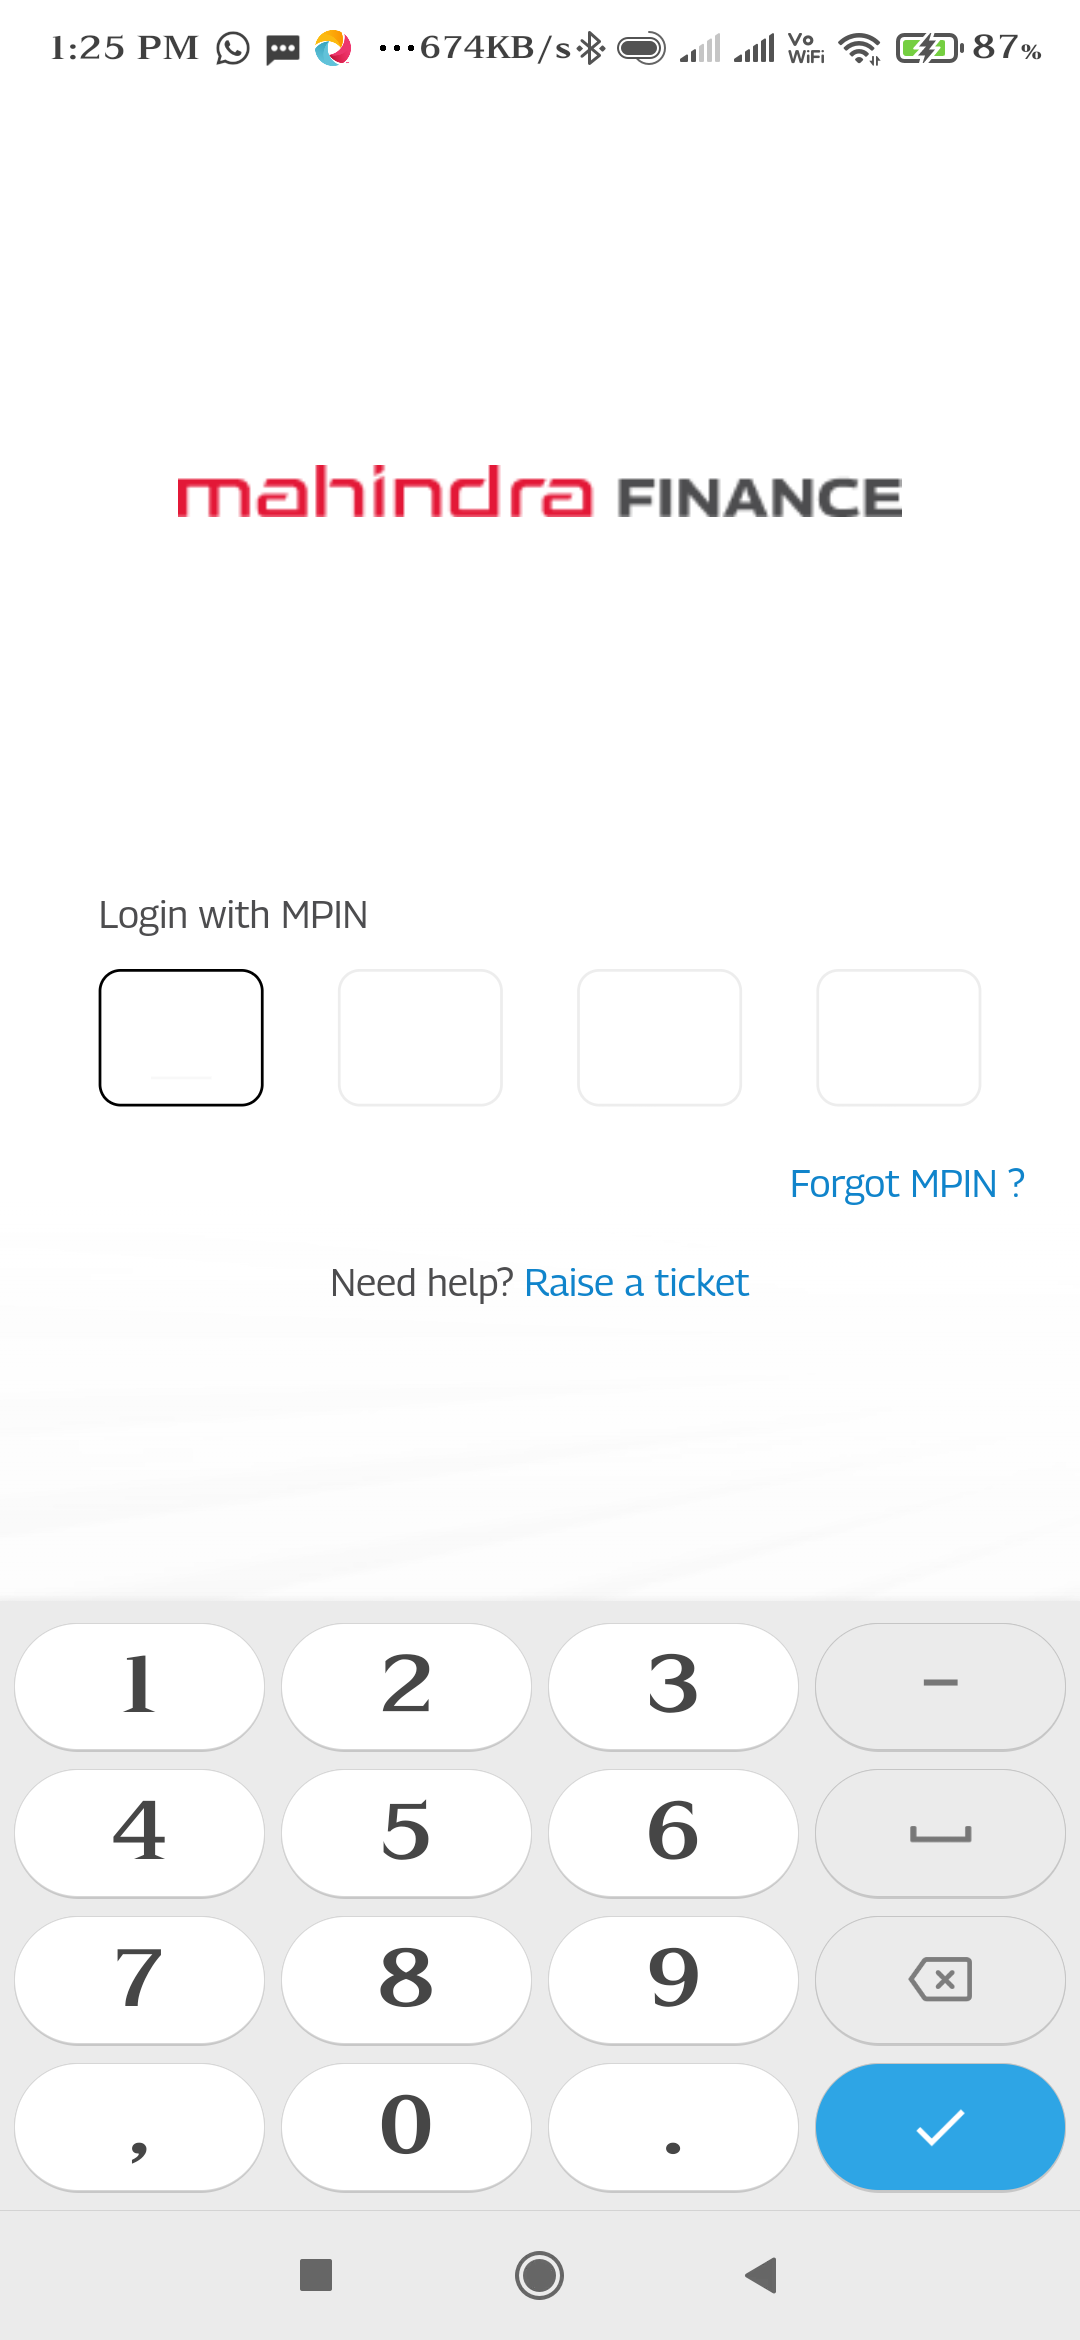 1:25 PM ...674KB/s Vo WiFi 87%
mahindra FINANCE
Login with MPIN
Forgot MPIN ?
Need help? Raise a ticket
1 2 3 –
4 5 6
7 8 9
, 0 .